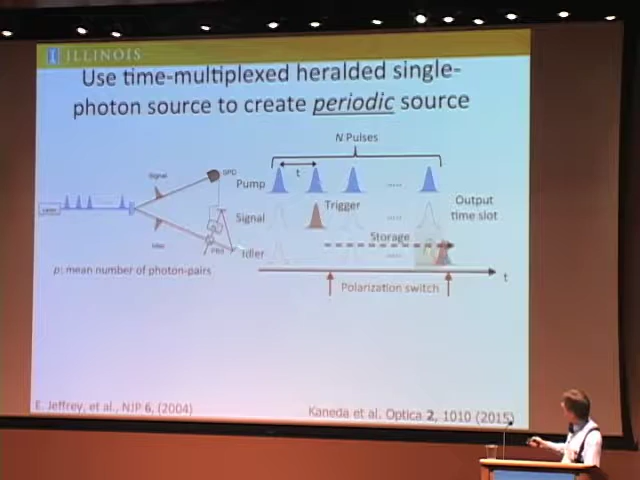 I ILLINOIS
Use time-multiplexed heralded single-
photon source to create periodic source
N Pulses
t
Pump
Signal
Trigger
Output
time slot
Storage
Idler
t
Polarization switch
Signal
SPD
Laser
Idler
PBS
p: mean number of photon-pairs
E. Jeffrey, et al., NJP 6, (2004)
Kaneda et al. Optica 2, 1010 (2015)